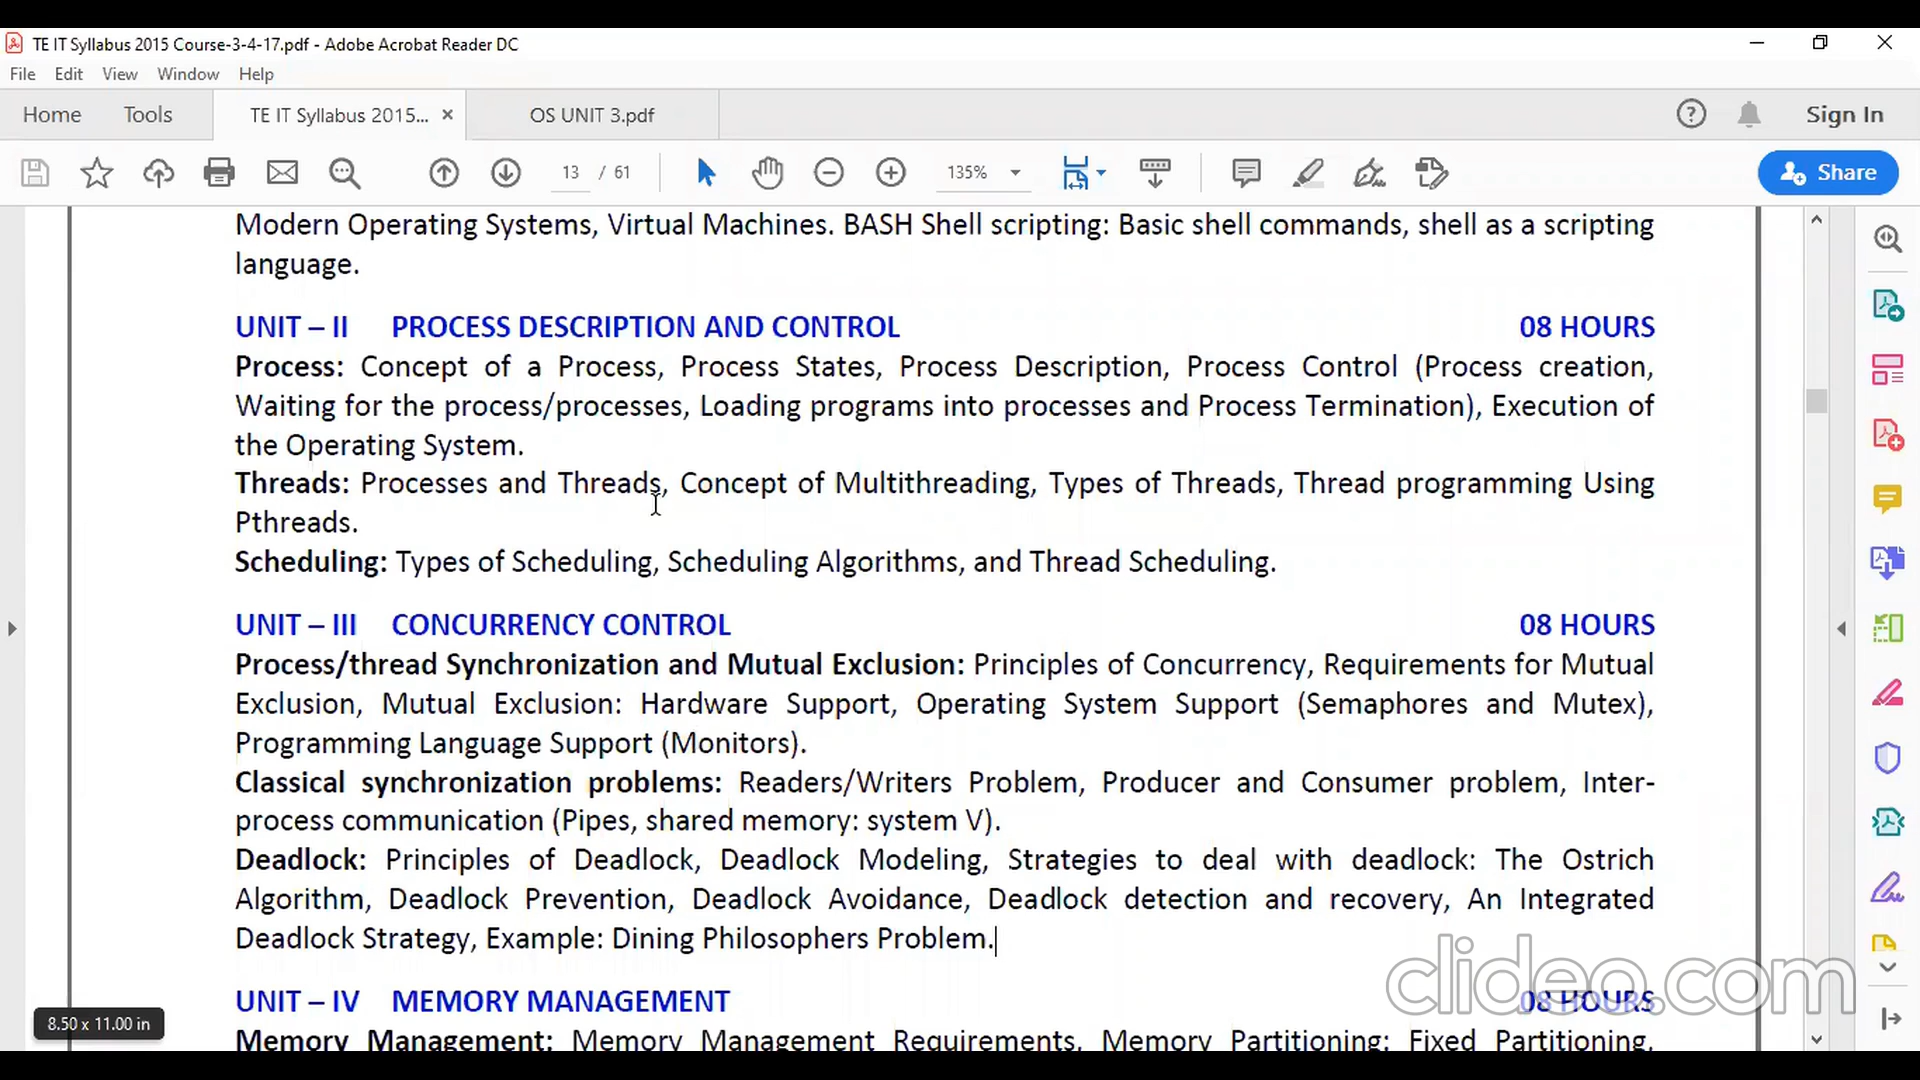 TE IT Syllabus 2015 Course-3-4-17.pdf - Adobe Acrobat Reader DC
File Edit View Window Help
Home Tools TE IT Syllabus 2015... × OS UNIT 3.pdf Sign In
13 / 61 135% Share
Modern Operating Systems, Virtual Machines. BASH Shell scripting: Basic shell commands, shell as a scripting
language.
UNIT – II PROCESS DESCRIPTION AND CONTROL 08 HOURS
Process: Concept of a Process, Process States, Process Description, Process Control (Process creation,
Waiting for the process/processes, Loading programs into processes and Process Termination), Execution of
the Operating System.
Threads: Processes and Threads, Concept of Multithreading, Types of Threads, Thread programming Using
Pthreads.
Scheduling: Types of Scheduling, Scheduling Algorithms, and Thread Scheduling.
UNIT – III CONCURRENCY CONTROL 08 HOURS
Process/thread Synchronization and Mutual Exclusion: Principles of Concurrency, Requirements for Mutual
Exclusion, Mutual Exclusion: Hardware Support, Operating System Support (Semaphores and Mutex),
Programming Language Support (Monitors).
Classical synchronization problems: Readers/Writers Problem, Producer and Consumer problem, Inter-
process communication (Pipes, shared memory: system V).
Deadlock: Principles of Deadlock, Deadlock Modeling, Strategies to deal with deadlock: The Ostrich
Algorithm, Deadlock Prevention, Deadlock Avoidance, Deadlock detection and recovery, An Integrated
Deadlock Strategy, Example: Dining Philosophers Problem.
clideo.com
UNIT – IV MEMORY MANAGEMENT 08 HOURS
8.50 x 11.00 in
Memory Management: Memory Management Requirements, Memory Partitioning: Fixed Partitioning,